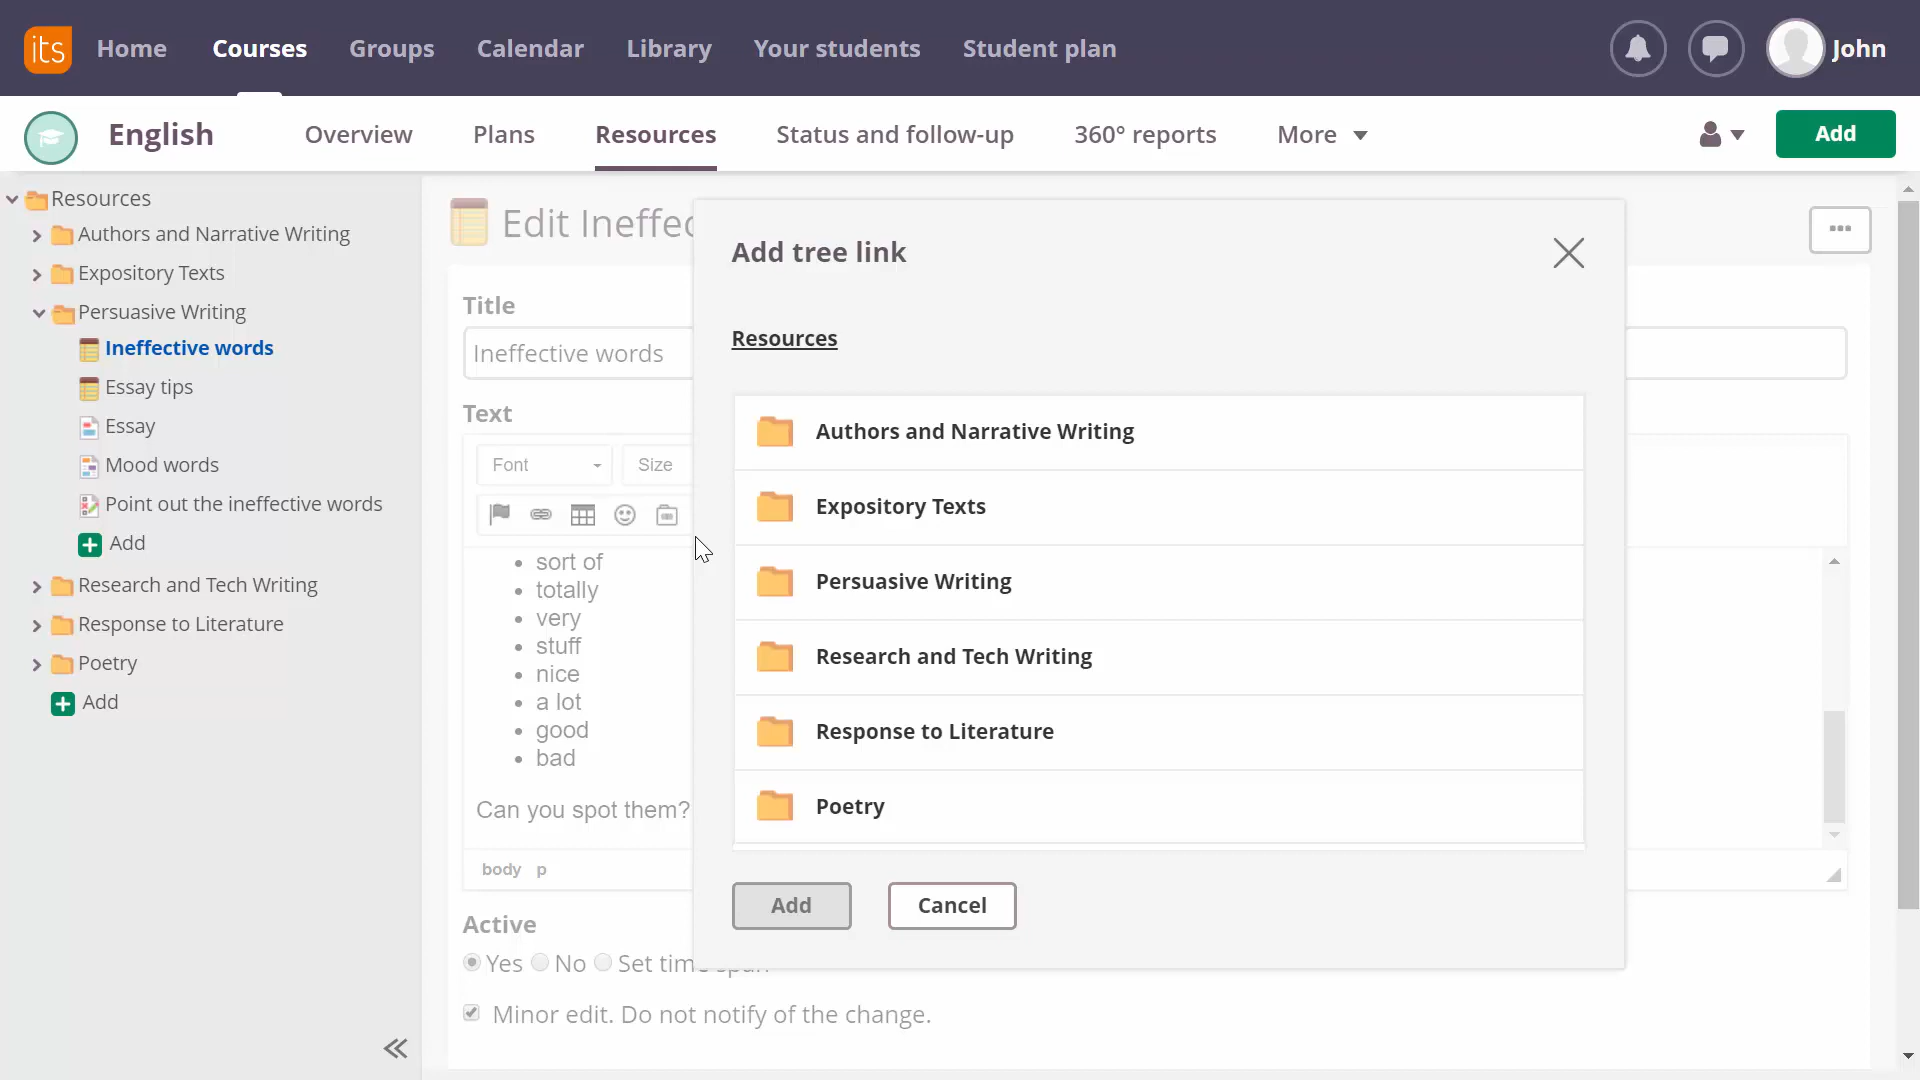 its Home Courses Groups Calendar Library Your students Student plan John
English Overview Plans Resources Status and follow-up 360° reports More Add
Resources
Authors and Narrative Writing
Expository Texts
Persuasive Writing
Ineffective words
Essay tips
Essay
Mood words
Point out the ineffective words
Add
Research and Tech Writing
Response to Literature
Poetry
Add
Edit Ineffec
Title
Ineffective words
Text
Font Size
sort of
totally
very
stuff
nice
a lot
good
bad
Can you spot them?
body p
Active
Yes No Set time span
Minor edit. Do not notify of the change.
Add tree link
Resources
Authors and Narrative Writing
Expository Texts
Persuasive Writing
Research and Tech Writing
Response to Literature
Poetry
Add Cancel